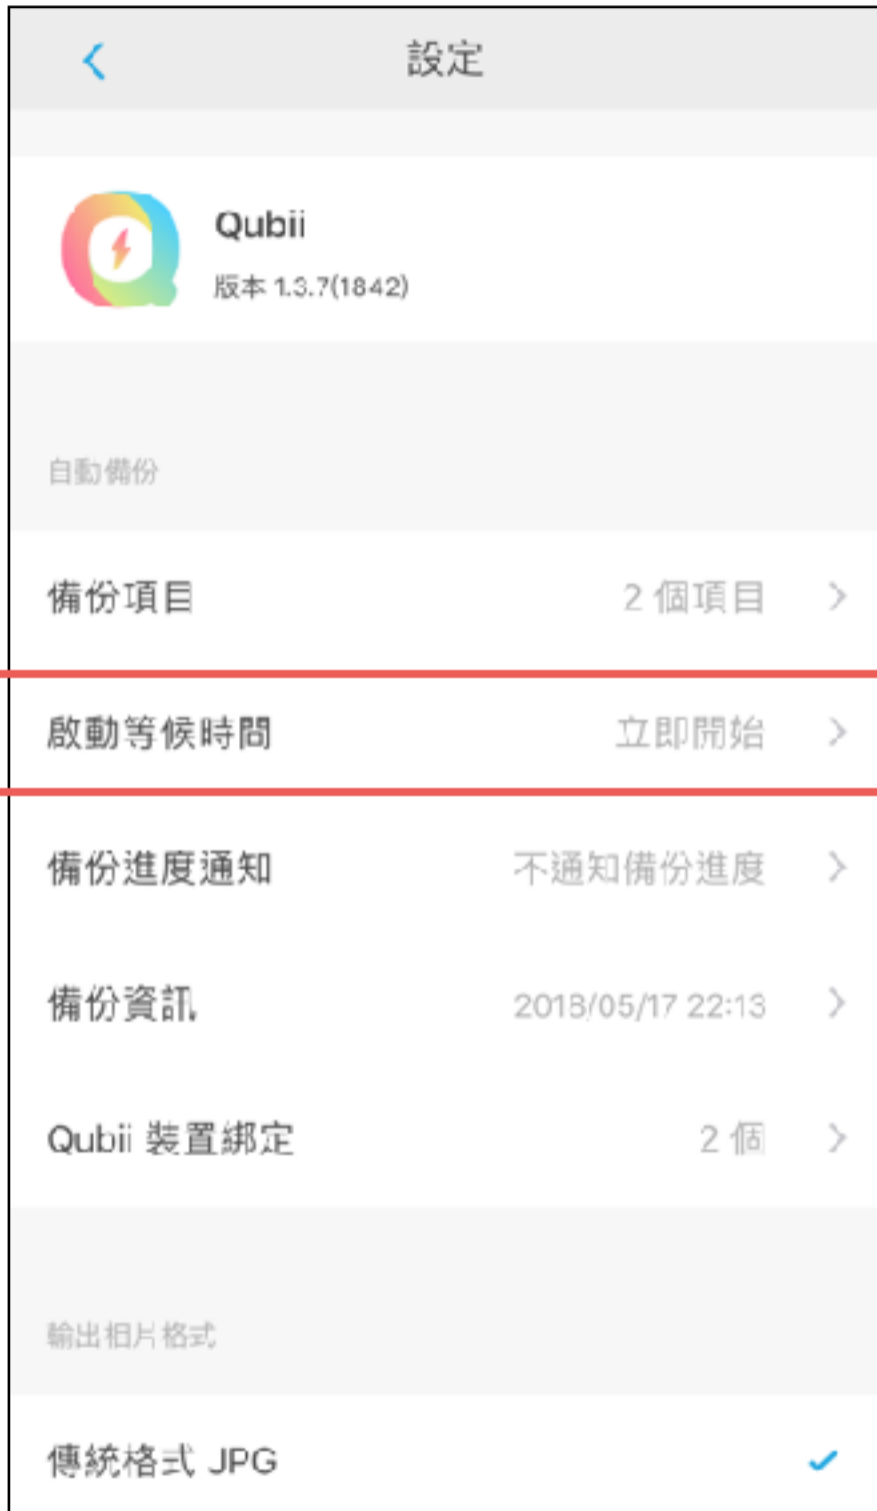 設定
Qubii
版本 1.3.7(1842)
自動備份
備份項目 2 個項目
啟動等候時間 立即開始
備份進度通知 不通知備份進度
備份資訊 2018/05/17 22:13
Qubii 裝置綁定 2 個
輸出相片格式
傳統格式 JPG